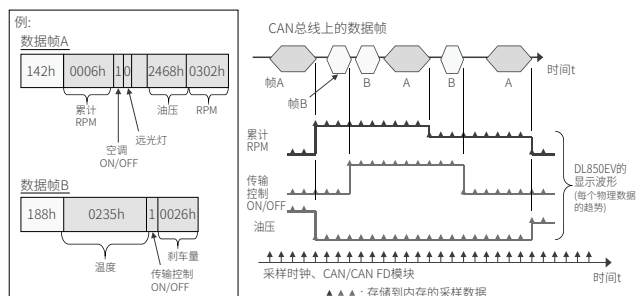 例:
数据帧A
142h 0006h 1 0 2468h 0302h
累计
RPM
空调
ON/OFF
远光灯
油压
RPM
数据帧B
188h 0235h 1 0026h
温度
传输控制
ON/OFF
刹车量
CAN总线上的数据帧
帧A
帧B
B
A
B
A
时间t
累计
RPM
传输
控制
ON/OFF
油压
DL850EV的
显示波形
(每个物理数据
的趋势)
采样时钟、CAN/CAN FD模块
时间t
: 存储到内存的采样数据